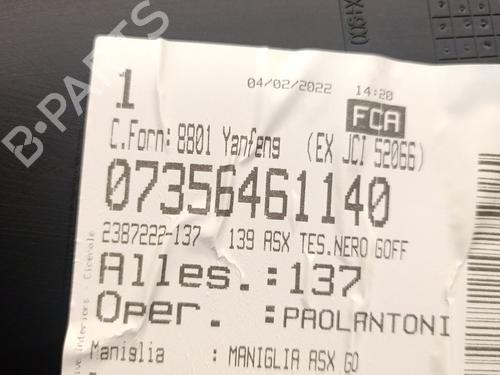 X4900
B-PARTS
1
04/02/2022 14:20
FCA
C.Forn: 8801 Yanfeng (EX JCI 52066)
07356461140
2387222-137 139 ASX TES.NERO GOFF
Alles.:137
Oper. :PAOLANTONI
Maniglia : MANIGLIA ASX GO